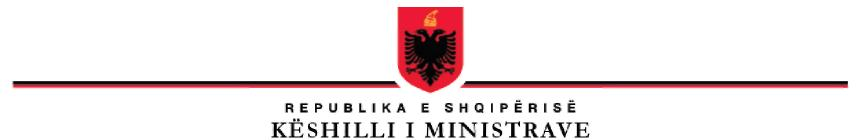 REPUBLIKA E SHQIPËRISË
KËSHILLI I MINISTRAVE